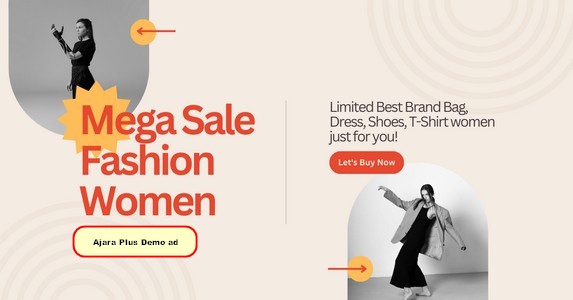 Mega Sale
Fashion
Women
Ajara Plus Demo ad
Limited Best Brand Bag,
Dress, Shoes, T-Shirt women
just for you!
Let's Buy Now